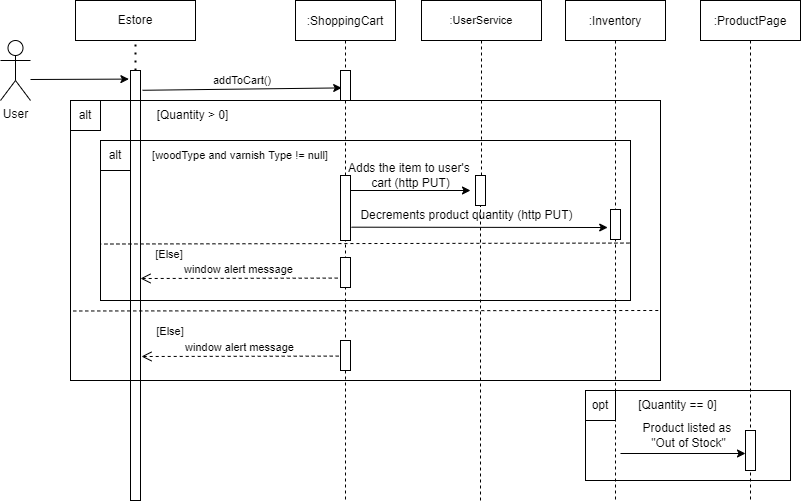 Estore
:ShoppingCart
:UserService
:Inventory
:ProductPage
User
addToCart()
alt
[Quantity > 0]
alt
[woodType and varnish Type != null]
Adds the item to user's
cart (http PUT)
Decrements product quantity (http PUT)
[Else]
window alert message
[Else]
window alert message
opt
[Quantity == 0]
Product listed as
"Out of Stock"